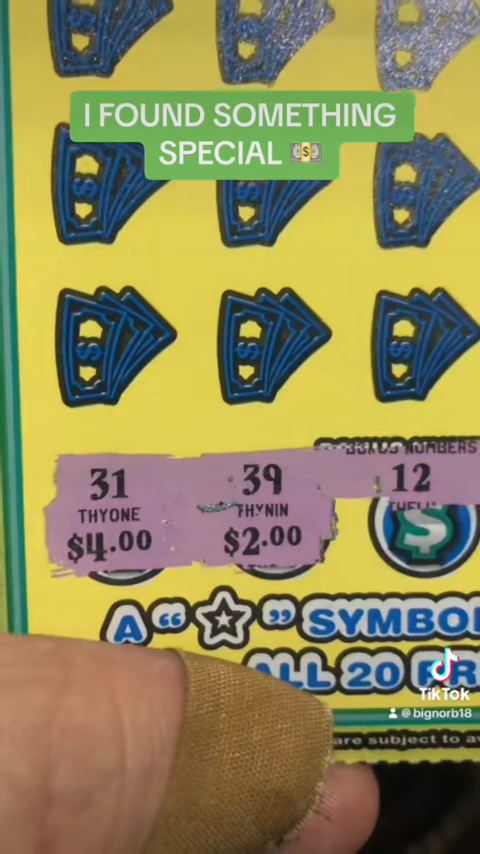 I FOUND SOMETHING
SPECIAL 💵
BONUS NUMBERS
31
THYONE
$4.00
39
THYNIN
$2.00
12
A "☆" SYMBO
ALL 20 PR
TikTok
@bignorb18
are subject to